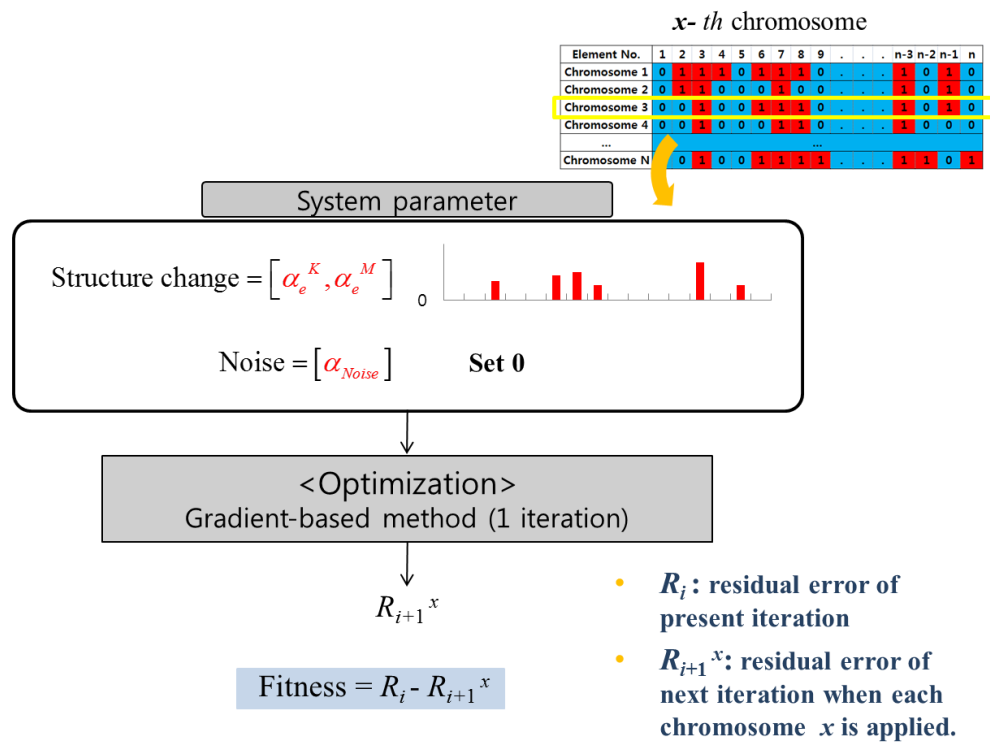 x- th chromosome
Element No. 1 2 3 4 5 6 7 8 9 . . . n-3 n-2 n-1 n
Chromosome 1 0 1 1 1 0 1 1 1 0 . . . 1 0 1 0
Chromosome 2 0 1 1 0 0 0 1 0 0 . . . 1 0 1 0
Chromosome 3 0 0 1 0 0 1 1 1 0 . . . 1 0 1 0
Chromosome 4 0 0 1 0 0 0 1 1 0 . . . 1 0 0 0
... ...
Chromosome N 0 1 0 0 1 1 1 1 . . . 1 1 0 1
System parameter
Structure change = [α_e^K, α_e^M]
0
Noise = [α_Noise] Set 0
<Optimization>
Gradient-based method (1 iteration)
R_{i+1}^x
Fitness = R_i - R_{i+1}^x
• R_i : residual error of
present iteration
• R_{i+1}^x: residual error of
next iteration when each
chromosome x is applied.